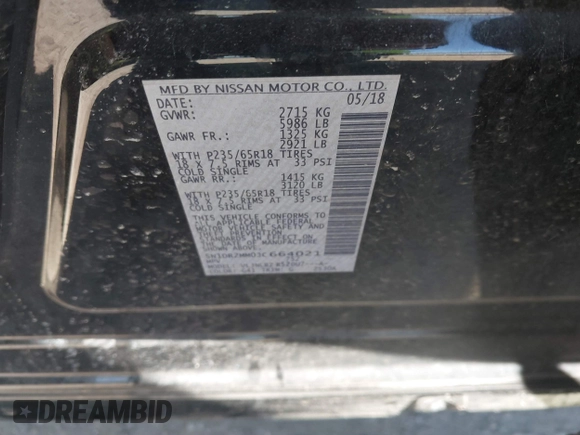 MFD BY NISSAN MOTOR CO., LTD.
DATE: 05/18
GVWR: 2715 KG
5986 LB
GAWR FR.: 1325 KG
2921 LB
WITH P235/65R18 TIRES
18 X 7.5 RIMS AT 33 PSI
COLD SINGLE
GAWR RR.: 1415 KG
3120 LB
WITH P235/65R18 TIRES
18 X 7.5 RIMS AT 33 PSI
COLD SINGLE
THIS VEHICLE CONFORMS TO
ALL APPLICABLE FEDERAL
MOTOR VEHICLE SAFETY
AND THEFT PREVENTION
STANDARDS IN EFFECT ON
THE DATE OF MANUFACTURE
SHOWN ABOVE.
MPV
DREAMBID